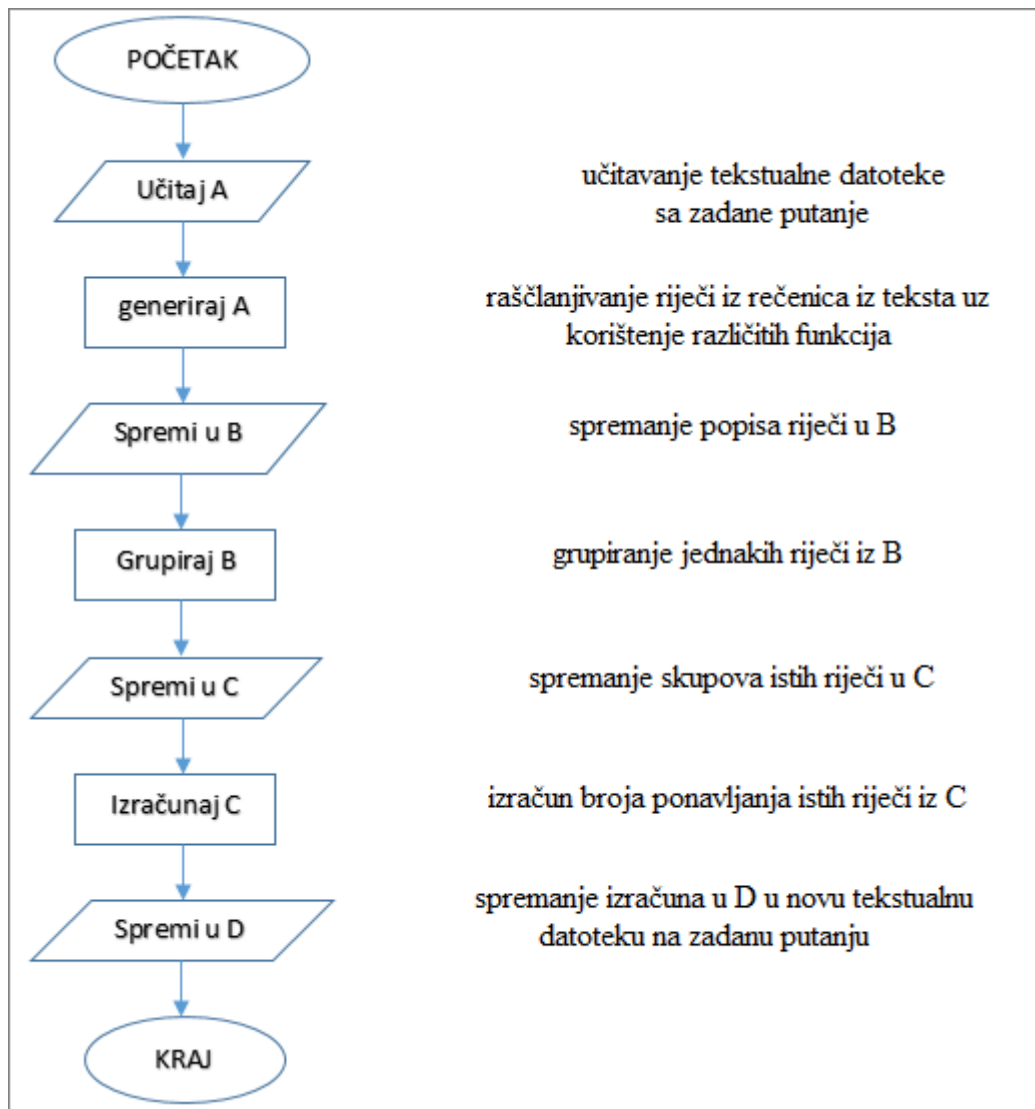 POČETAK
Učitaj A
učitavanje tekstualne datoteke
sa zadane putanje
generiraj A
raščlanjivanje riječi iz rečenica iz teksta uz
korištenje različitih funkcija
Spremi u B
spremanje popisa riječi u B
Grupiraj B
grupiranje jednakih riječi iz B
Spremi u C
spremanje skupova istih riječi u C
Izračunaj C
izračun broja ponavljanja istih riječi iz C
Spremi u D
spremanje izračuna u D u novu tekstualnu
datoteku na zadanu putanju
KRAJ